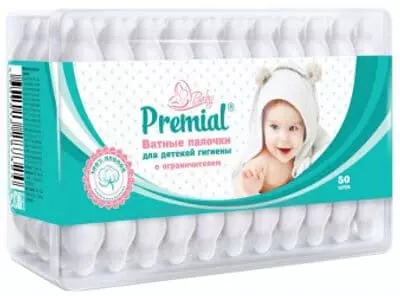 Baby
Premial®
Ватные палочки
для детской гигиены
с ограничителем
50
штук